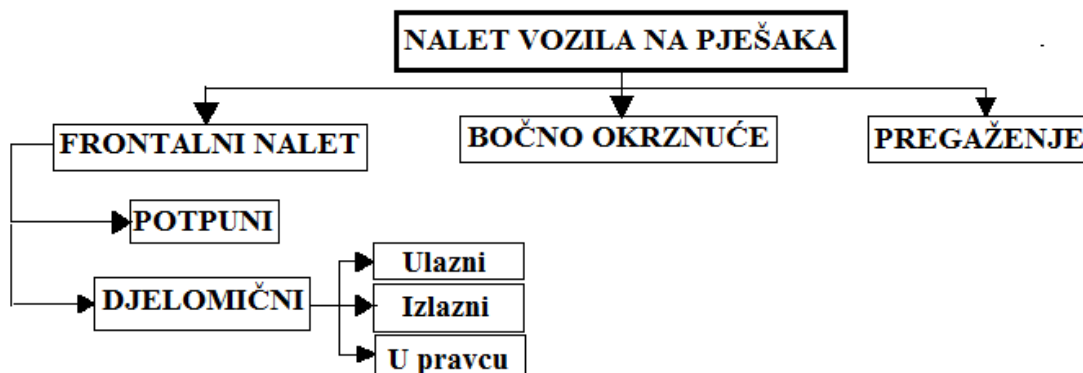 NALET VOZILA NA PJEŠAKA
FRONTALNI NALET
BOČNO OKRZNUĆE
PREGAŽENJE
POTPUNI
DJELOMIČNI
Ulazni
Izlazni
U pravcu